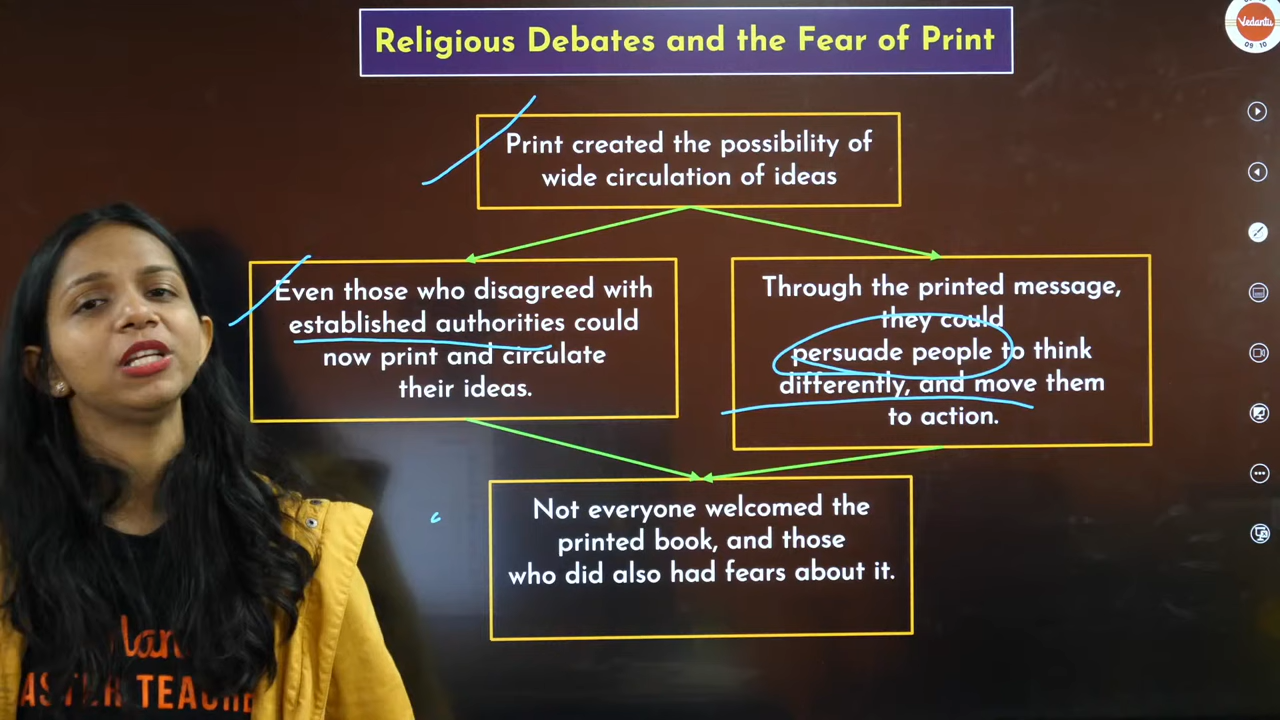 Religious Debates and the Fear of Print
Vedantu
09 10
Print created the possibility of
wide circulation of ideas
Even those who disagreed with
established authorities could
now print and circulate
their ideas.
Through the printed message,
they could
persuade people to think
differently, and move them
to action.
Not everyone welcomed the
printed book, and those
who did also had fears about it.